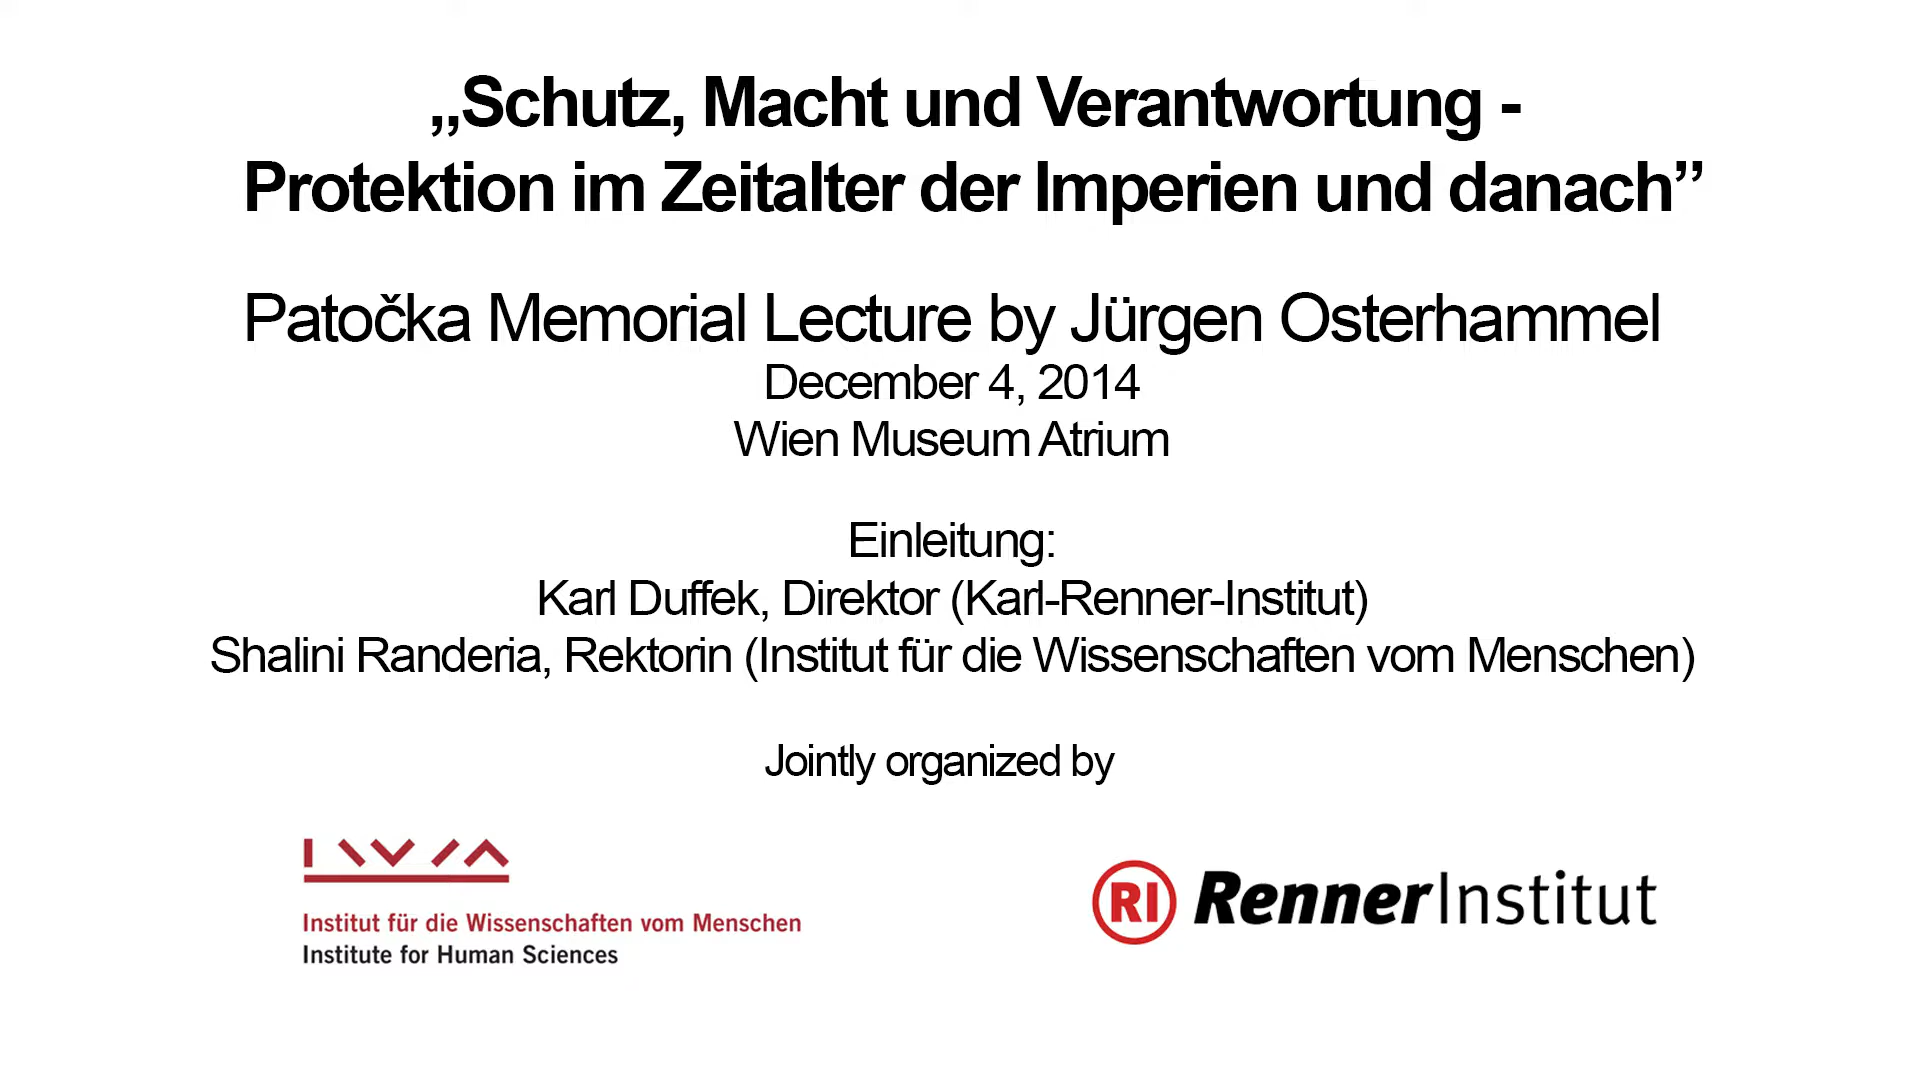 „Schutz, Macht und Verantwortung -
Protektion im Zeitalter der Imperien und danach”
Patočka Memorial Lecture by Jürgen Osterhammel
December 4, 2014
Wien Museum Atrium
Einleitung:
Karl Duffek, Direktor (Karl-Renner-Institut)
Shalini Randeria, Rektorin (Institut für die Wissenschaften vom Menschen)
Jointly organized by
Institut für die Wissenschaften vom Menschen
Institute for Human Sciences
RI RennerInstitut